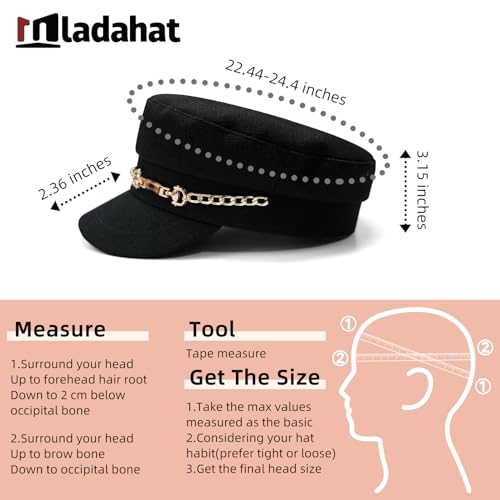 mladahat
22.44-24.4 inches
2.36 inches
3.15 inches
Measure
1.Surround your head
Up to forehead hair root
Down to 2 cm below
occipital bone
2.Surround your head
Up to brow bone
Down to occipital bone
Tool
Tape measure
Get The Size
1.Take the max values
measured as the basic
2.Considering your hat
habit(prefer tight or loose)
3.Get the final head size
①
②
②
①